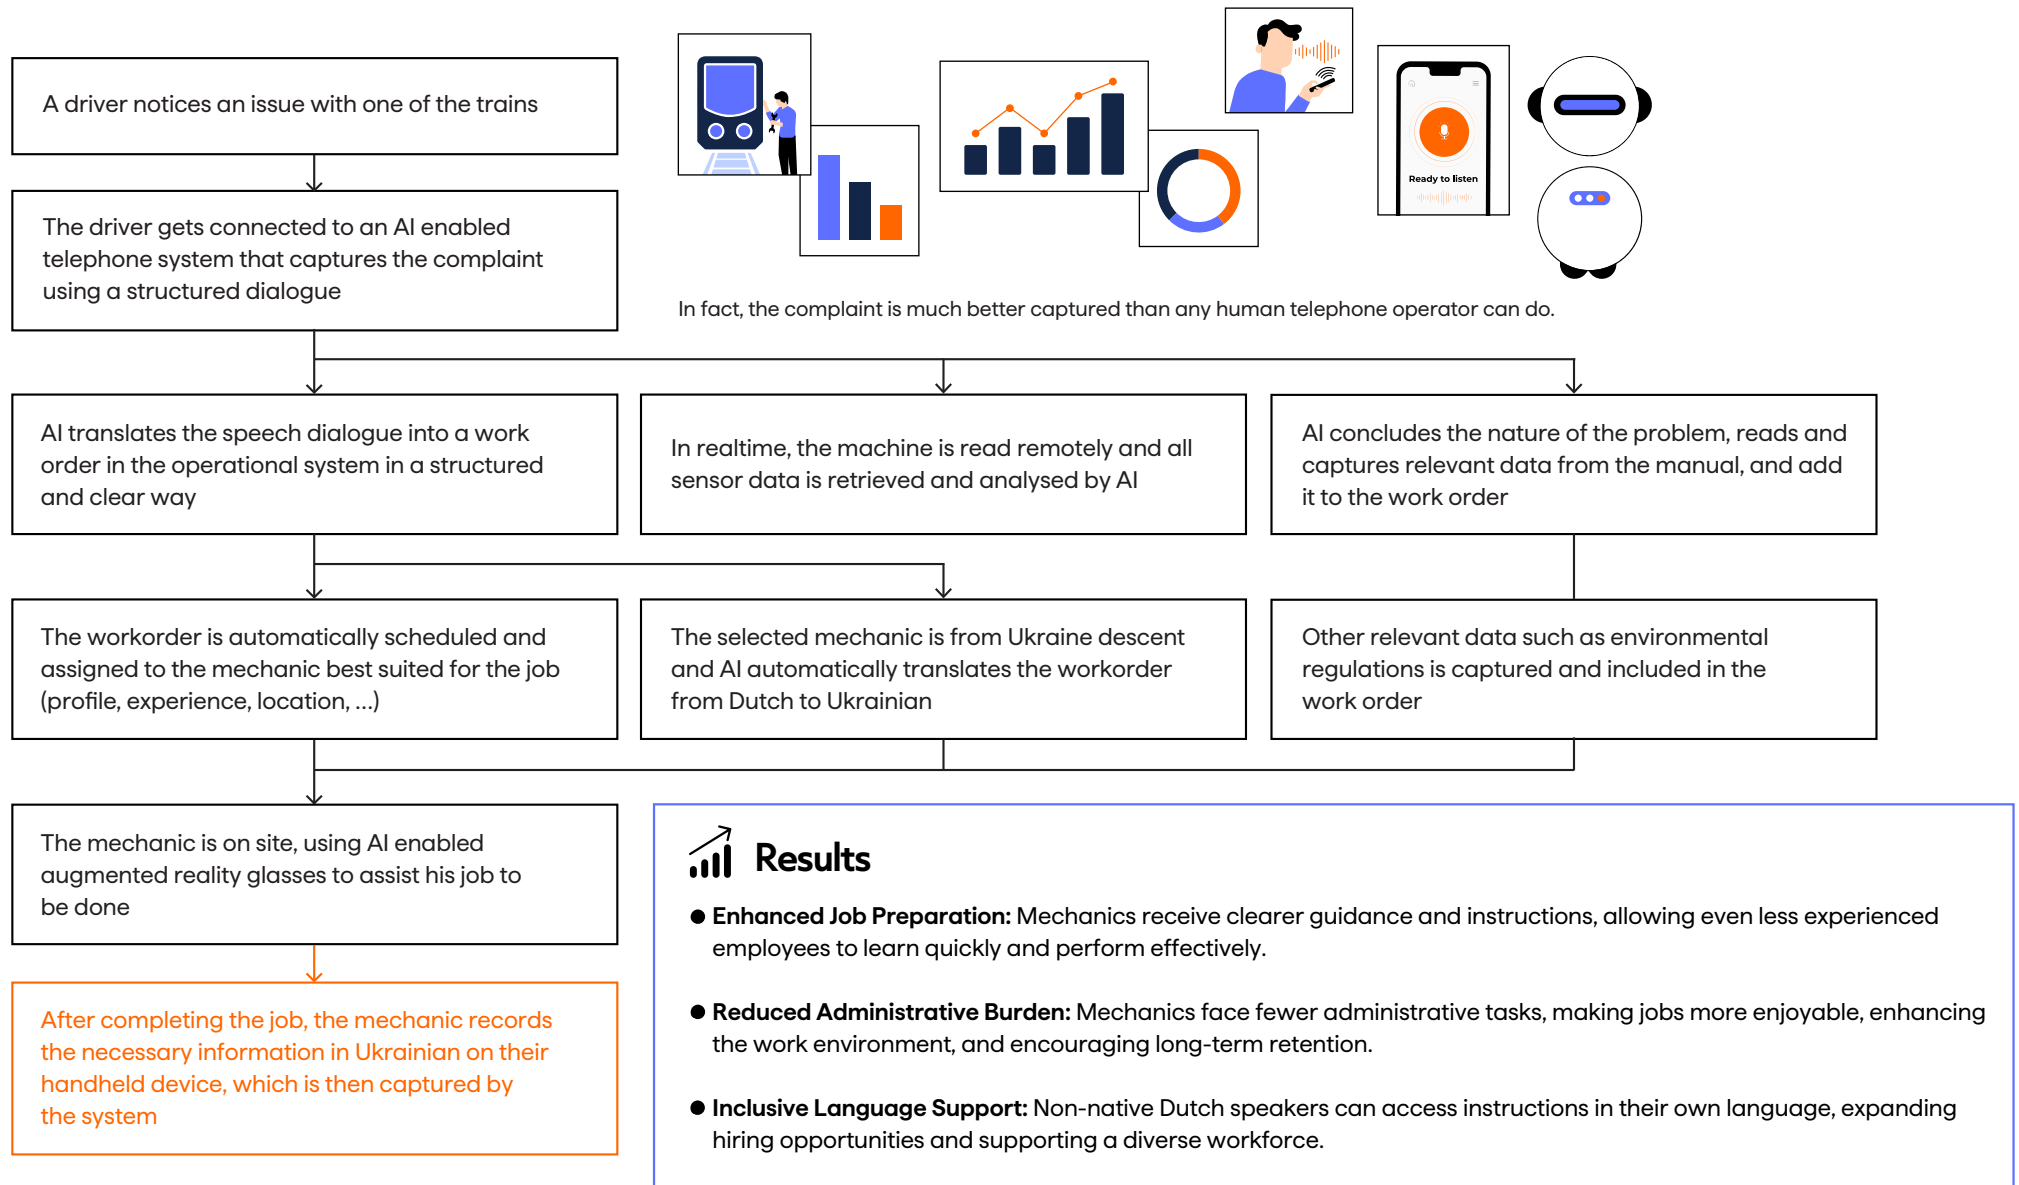 A driver notices an issue with one of the trains
The driver gets connected to an AI enabled
telephone system that captures the complaint
using a structured dialogue
Ready to listen
In fact, the complaint is much better captured than any human telephone operator can do.
AI translates the speech dialogue into a work
order in the operational system in a structured
and clear way
In realtime, the machine is read remotely and all
sensor data is retrieved and analysed by AI
AI concludes the nature of the problem, reads and
captures relevant data from the manual, and add
it to the work order
The workorder is automatically scheduled and
assigned to the mechanic best suited for the job
(profile, experience, location, ...)
The selected mechanic is from Ukraine descent
and AI automatically translates the workorder
from Dutch to Ukrainian
Other relevant data such as environmental
regulations is captured and included in the
work order
The mechanic is on site, using AI enabled
augmented reality glasses to assist his job to
be done
After completing the job, the mechanic records
the necessary information in Ukrainian on their
handheld device, which is then captured by
the system
Results
● Enhanced Job Preparation: Mechanics receive clearer guidance and instructions, allowing even less experienced
employees to learn quickly and perform effectively.
● Reduced Administrative Burden: Mechanics face fewer administrative tasks, making jobs more enjoyable, enhancing
the work environment, and encouraging long-term retention.
● Inclusive Language Support: Non-native Dutch speakers can access instructions in their own language, expanding
hiring opportunities and supporting a diverse workforce.